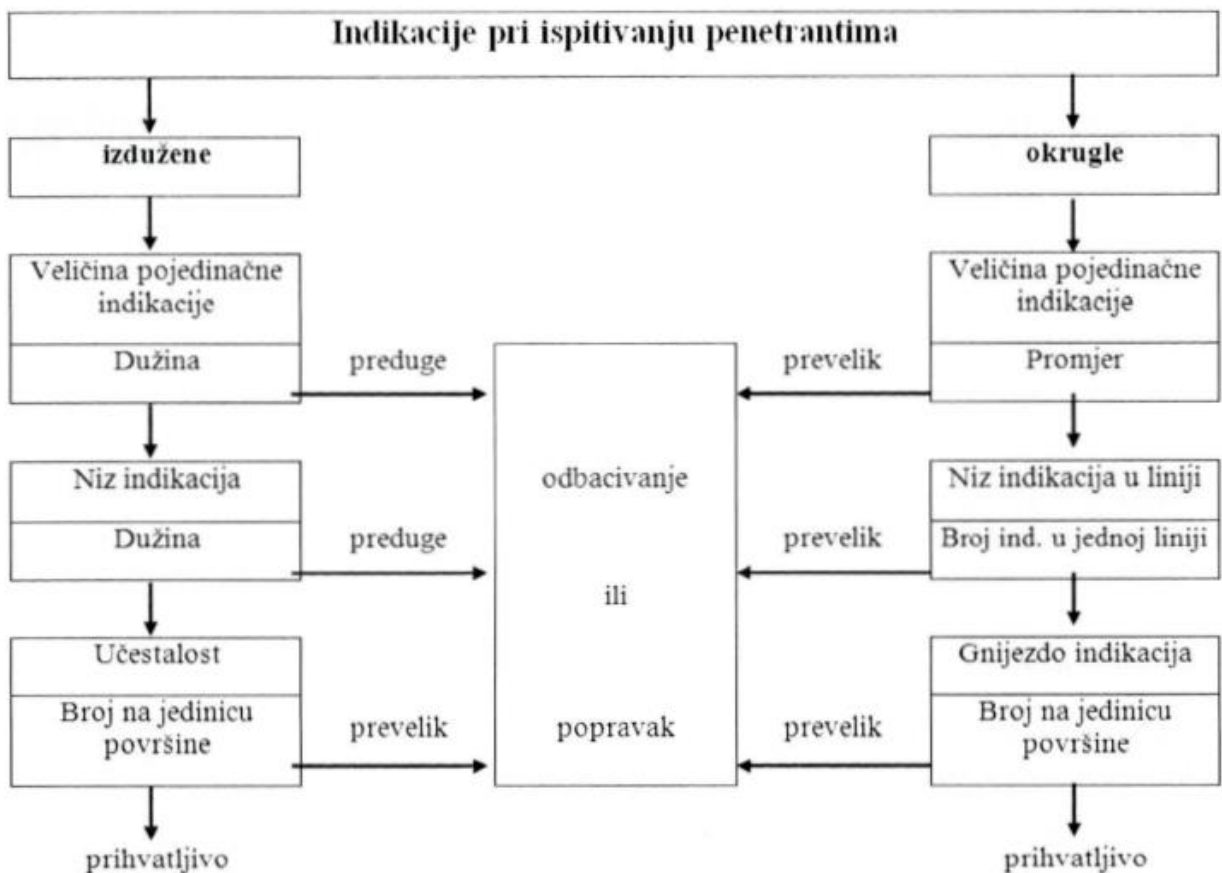 Indikacije pri ispitivanju penetrantima
izdužene
okrugle
Veličina pojedinačne
indikacije
Dužina
preduge
Niz indikacija
Dužina
preduge
Učestalost
Broj na jedinicu
površine
prevelik
prihvatljivo
odbacivanje
ili
popravak
Veličina pojedinačne
indikacije
Promjer
prevelik
Niz indikacija u liniji
Broj ind. u jednoj liniji
prevelik
Gnijezdo indikacija
Broj na jedinicu
površine
prevelik
prihvatljivo